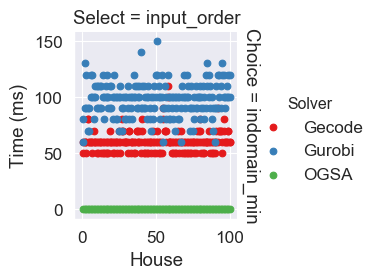 Select = input_order
Choice = indomain_min
Time (ms)
150
100
50
0
0
50
100
House
Solver
Gecode
Gurobi
OGSA